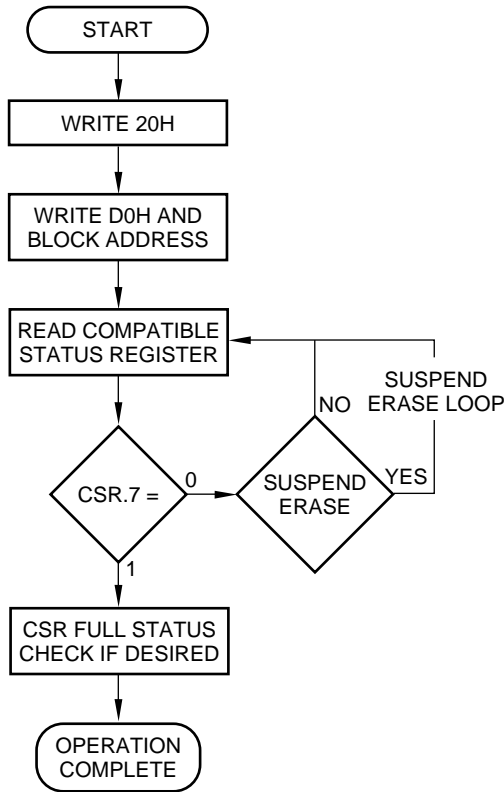 START
WRITE 20H
WRITE D0H AND
BLOCK ADDRESS
READ COMPATIBLE
STATUS REGISTER
SUSPEND
ERASE LOOP
NO
CSR.7 =
0
SUSPEND
ERASE
YES
1
CSR FULL STATUS
CHECK IF DESIRED
OPERATION
COMPLETE